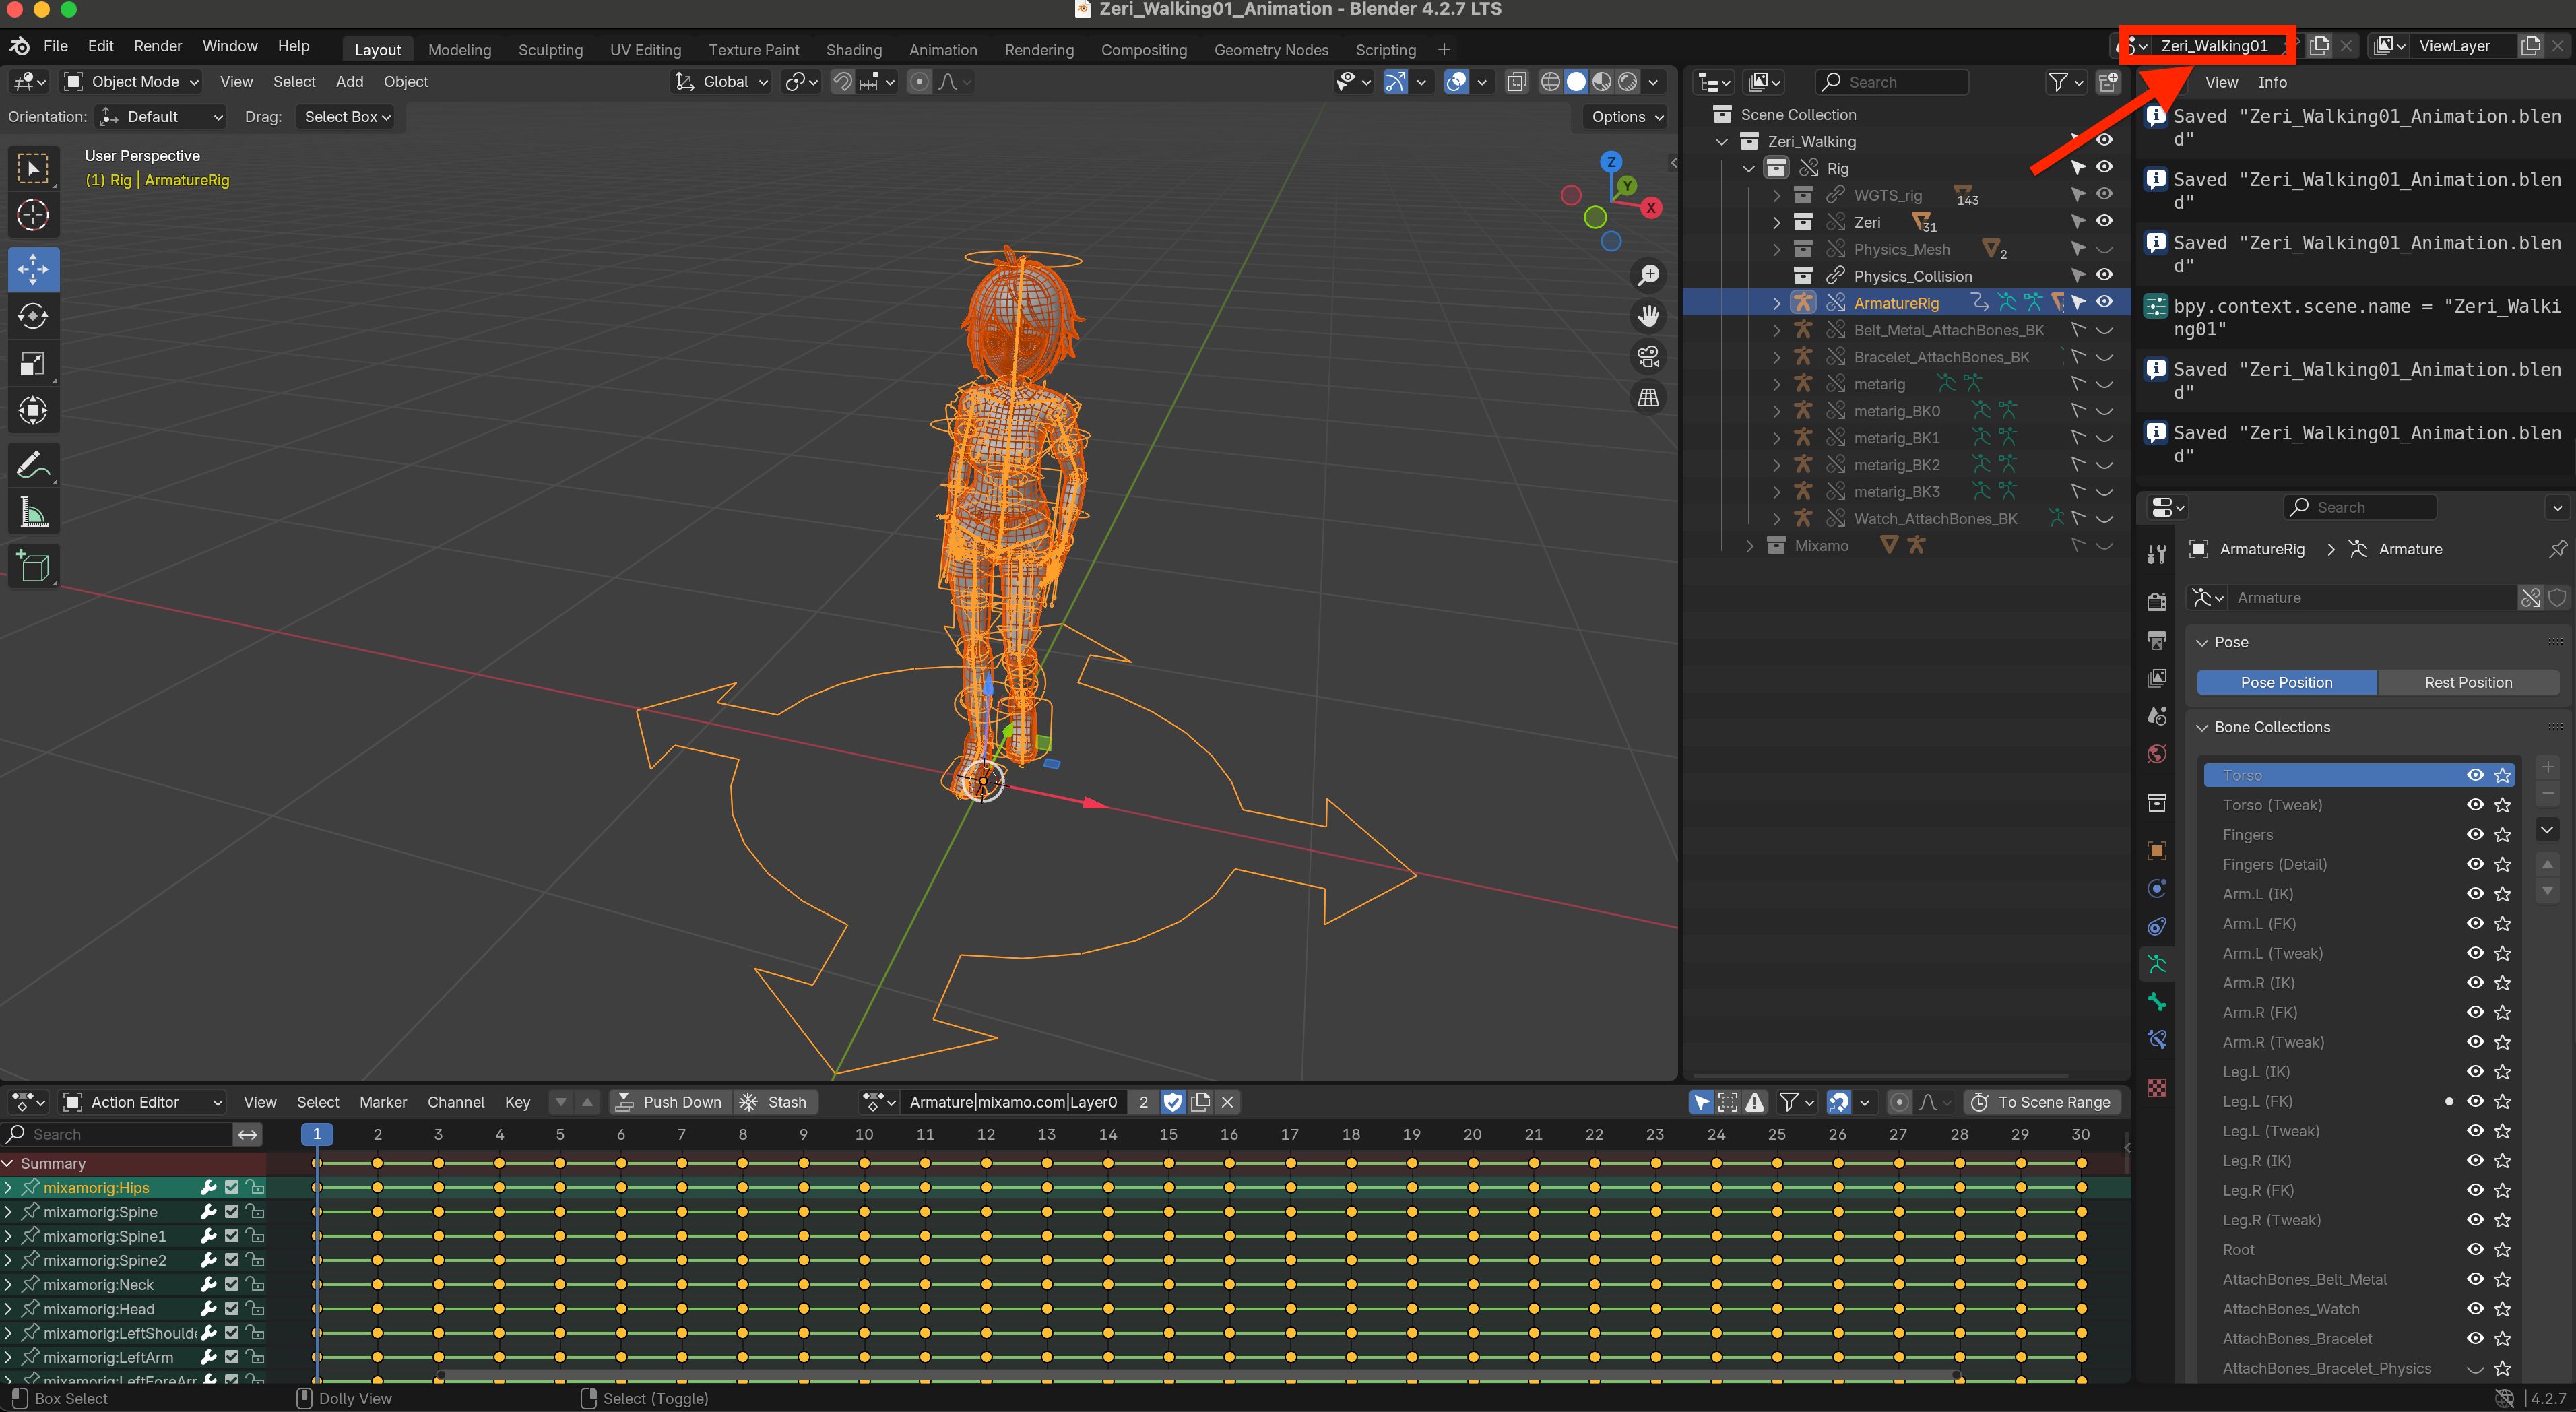 Zeri_Walking01_Animation - Blender 4.2.7 LTS
File Edit Render Window Help Layout Modeling Sculpting UV Editing Texture Paint Shading Animation Rendering Compositing Geometry Nodes Scripting + Zeri_Walking01 ViewLayer
Object Mode View Select Add Object Global Search View Info
Orientation: Default Drag: Select Box Options
User Perspective
(1) Rig | ArmatureRig
Z
Y
X
Scene Collection
Zeri_Walking
Rig
WGTS_rig 143
Zeri 31
Physics_Mesh 2
Physics_Collision
ArmatureRig
Belt_Metal_AttachBones_BK
Bracelet_AttachBones_BK
metarig
metarig_BK0
metarig_BK1
metarig_BK2
metarig_BK3
Watch_AttachBones_BK
Mixamo
Saved "Zeri_Walking01_Animation.blen
d"
Saved "Zeri_Walking01_Animation.blen
d"
Saved "Zeri_Walking01_Animation.blen
d"
bpy.context.scene.name = "Zeri_Walki
ng01"
Saved "Zeri_Walking01_Animation.blen
d"
Saved "Zeri_Walking01_Animation.blen
d"
Search
ArmatureRig > Armature
Armature
Pose
Pose Position Rest Position
Bone Collections
Torso
Torso (Tweak)
Fingers
Fingers (Detail)
Arm.L (IK)
Arm.L (FK)
Arm.L (Tweak)
Arm.R (IK)
Arm.R (FK)
Arm.R (Tweak)
Leg.L (IK)
Leg.L (FK)
Leg.L (Tweak)
Leg.R (IK)
Leg.R (FK)
Leg.R (Tweak)
Root
AttachBones_Belt_Metal
AttachBones_Watch
AttachBones_Bracelet
AttachBones_Bracelet_Physics
Action Editor View Select Marker Channel Key Push Down Stash Armature|mixamo.com|Layer0 2 To Scene Range
Search 1 2 3 4 5 6 7 8 9 10 11 12 13 14 15 16 17 18 19 20 21 22 23 24 25 26 27 28 29 30
Summary
mixamorig:Hips
mixamorig:Spine
mixamorig:Spine1
mixamorig:Spine2
mixamorig:Neck
mixamorig:Head
mixamorig:LeftShould
mixamorig:LeftArm
mixamorig:LeftForeArr
Box Select Dolly View Select (Toggle) 4.2.7